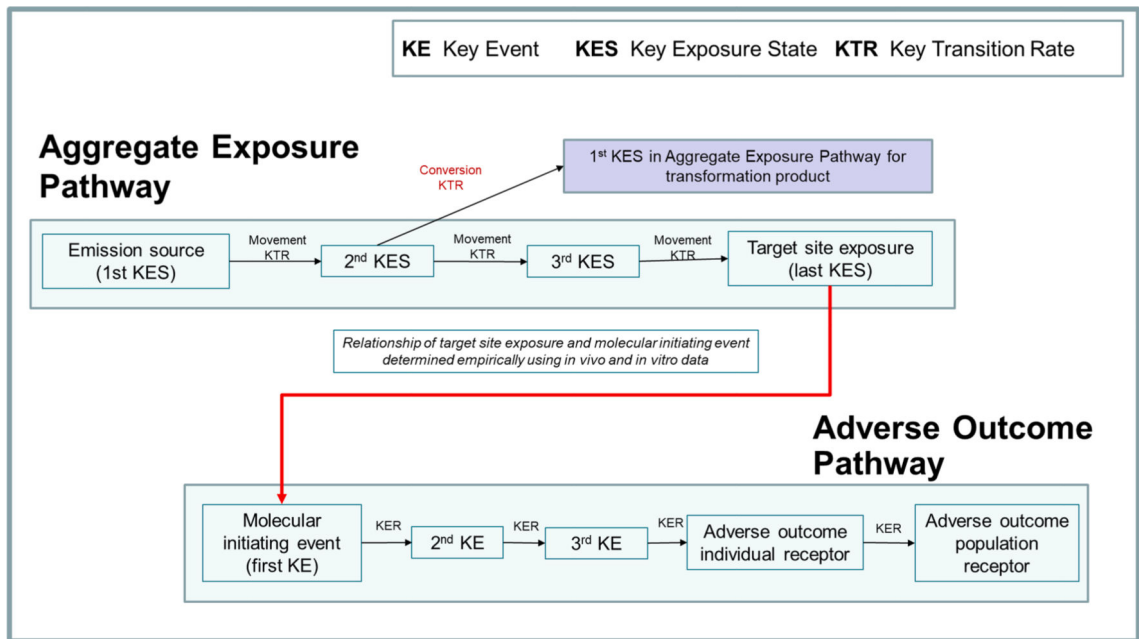 KE Key Event KES Key Exposure State KTR Key Transition Rate
Aggregate Exposure
Pathway
Conversion
KTR
1st KES in Aggregate Exposure Pathway for
transformation product
Emission source
(1st KES)
Movement
KTR
2nd KES
Movement
KTR
3rd KES
Movement
KTR
Target site exposure
(last KES)
Relationship of target site exposure and molecular initiating event
determined empirically using in vivo and in vitro data
Adverse Outcome
Pathway
Molecular
initiating event
(first KE)
KER
2nd KE
KER
3rd KE
KER
Adverse outcome
individual receptor
KER
Adverse outcome
population
receptor